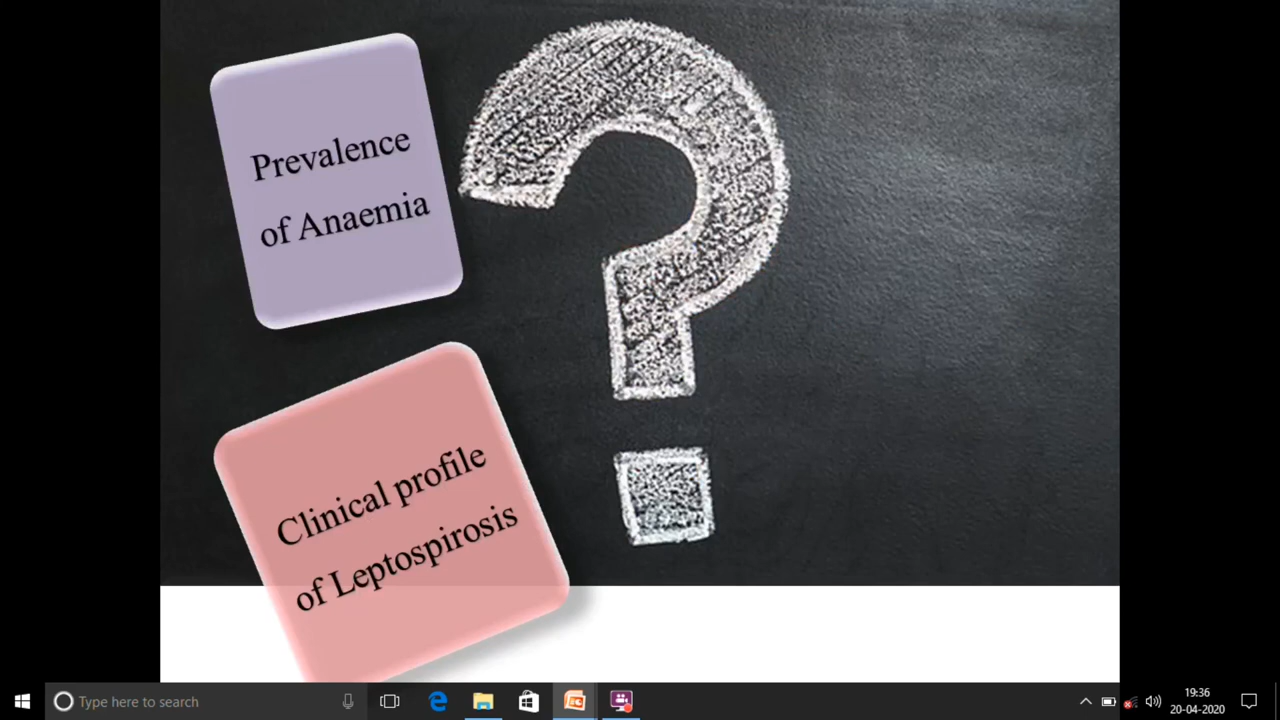 Prevalence
of Anaemia
?
Clinical profile
of Leptospirosis
Type here to search
19:36
20-04-2020